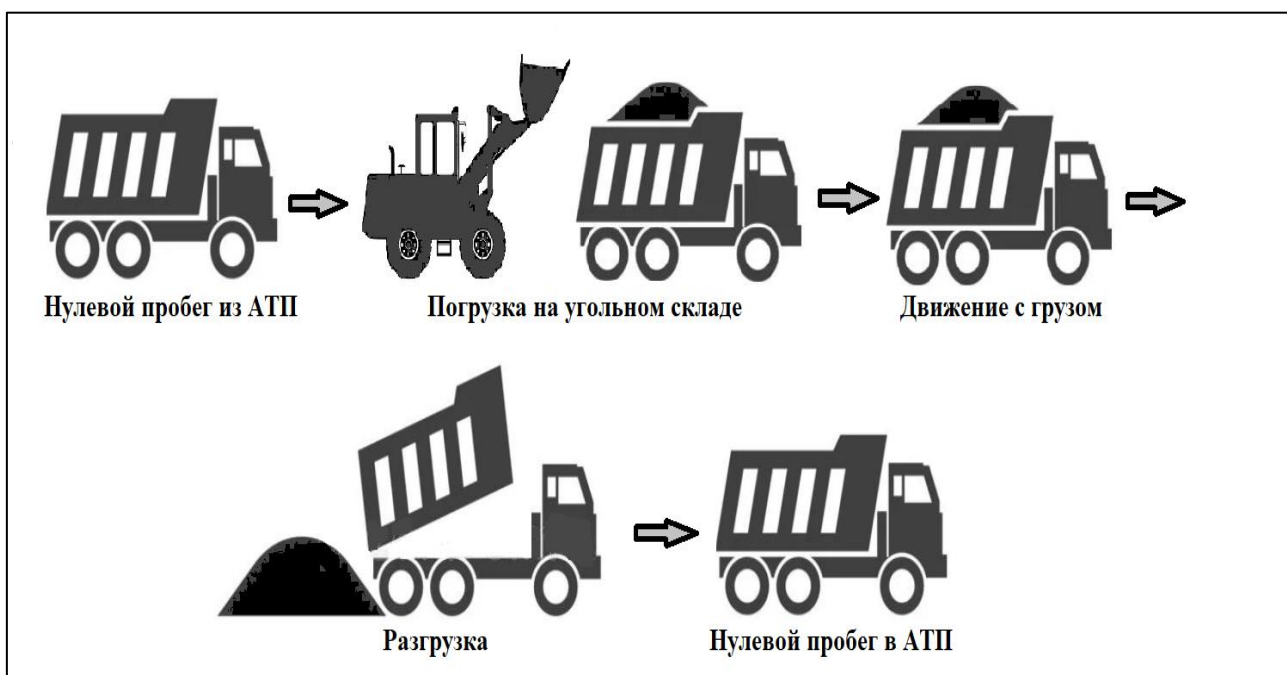 Нулевой пробег из АТП
Погрузка на угольном складе
Движение с грузом
Разгрузка
Нулевой пробег в АТП